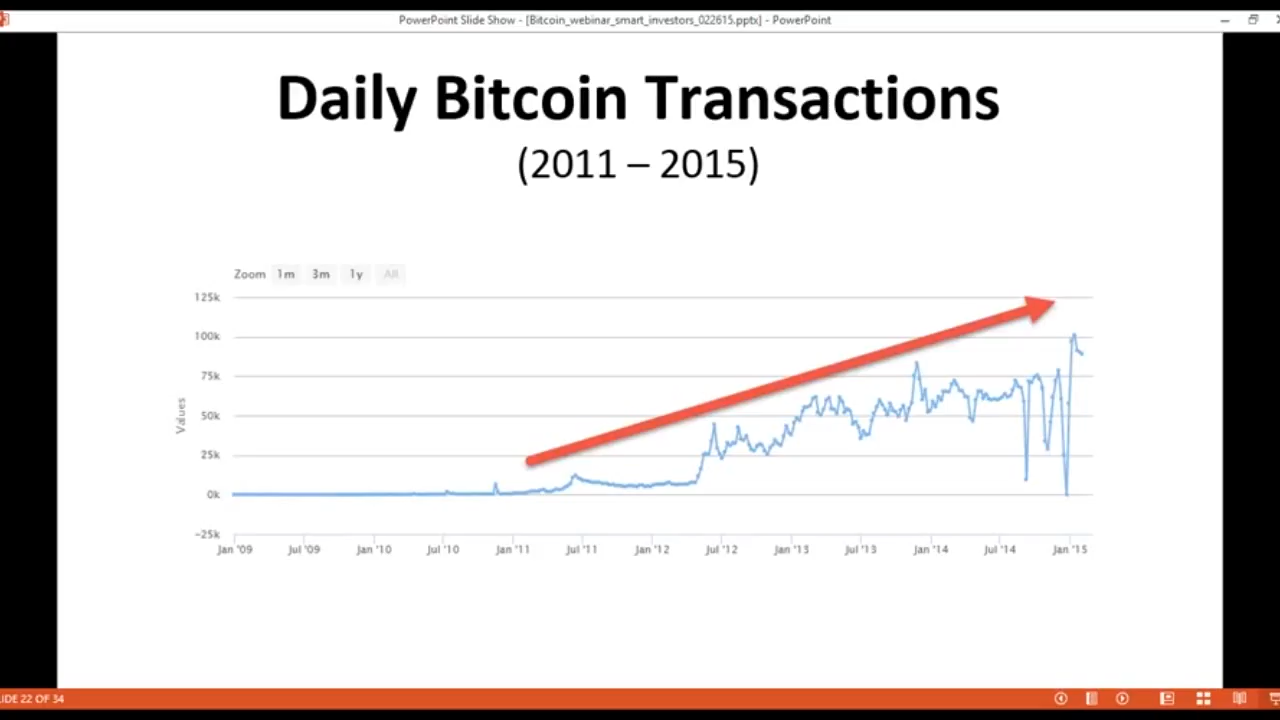 PowerPoint Slide Show - [Bitcoin_webinar_smart_investors_022615.pptx] - PowerPoint
Daily Bitcoin Transactions
(2011 – 2015)
Zoom 1m 3m 1y All
125k
100k
75k
50k
25k
0k
−25k
Values
Jan '09 Jul '09 Jan '10 Jul '10 Jan '11 Jul '11 Jan '12 Jul '12 Jan '13 Jul '13 Jan '14 Jul '14 Jan '15
LIDE 22 OF 34